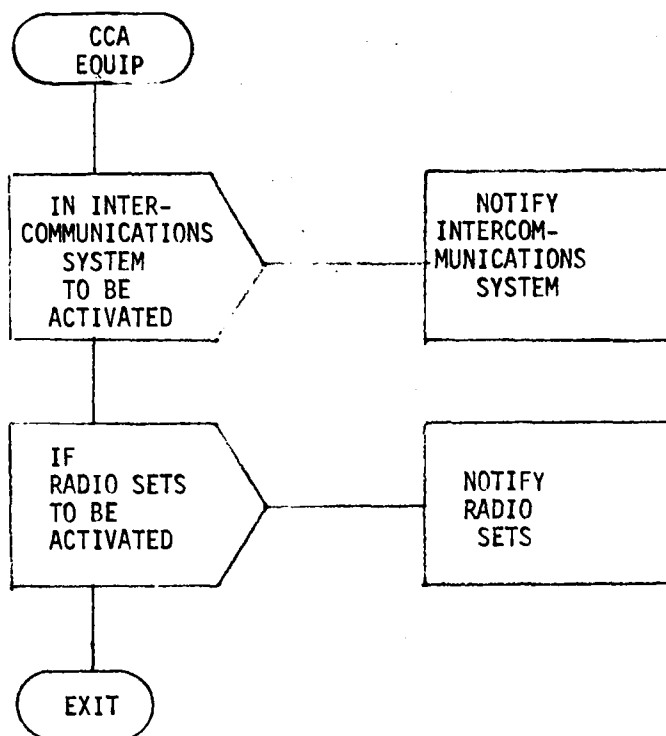 CCA
EQUIP
IN INTER-
COMMUNICATIONS
SYSTEM
TO BE
ACTIVATED
NOTIFY
INTERCOM-
MUNICATIONS
SYSTEM
IF
RADIO SETS
TO BE
ACTIVATED
NOTIFY
RADIO
SETS
EXIT